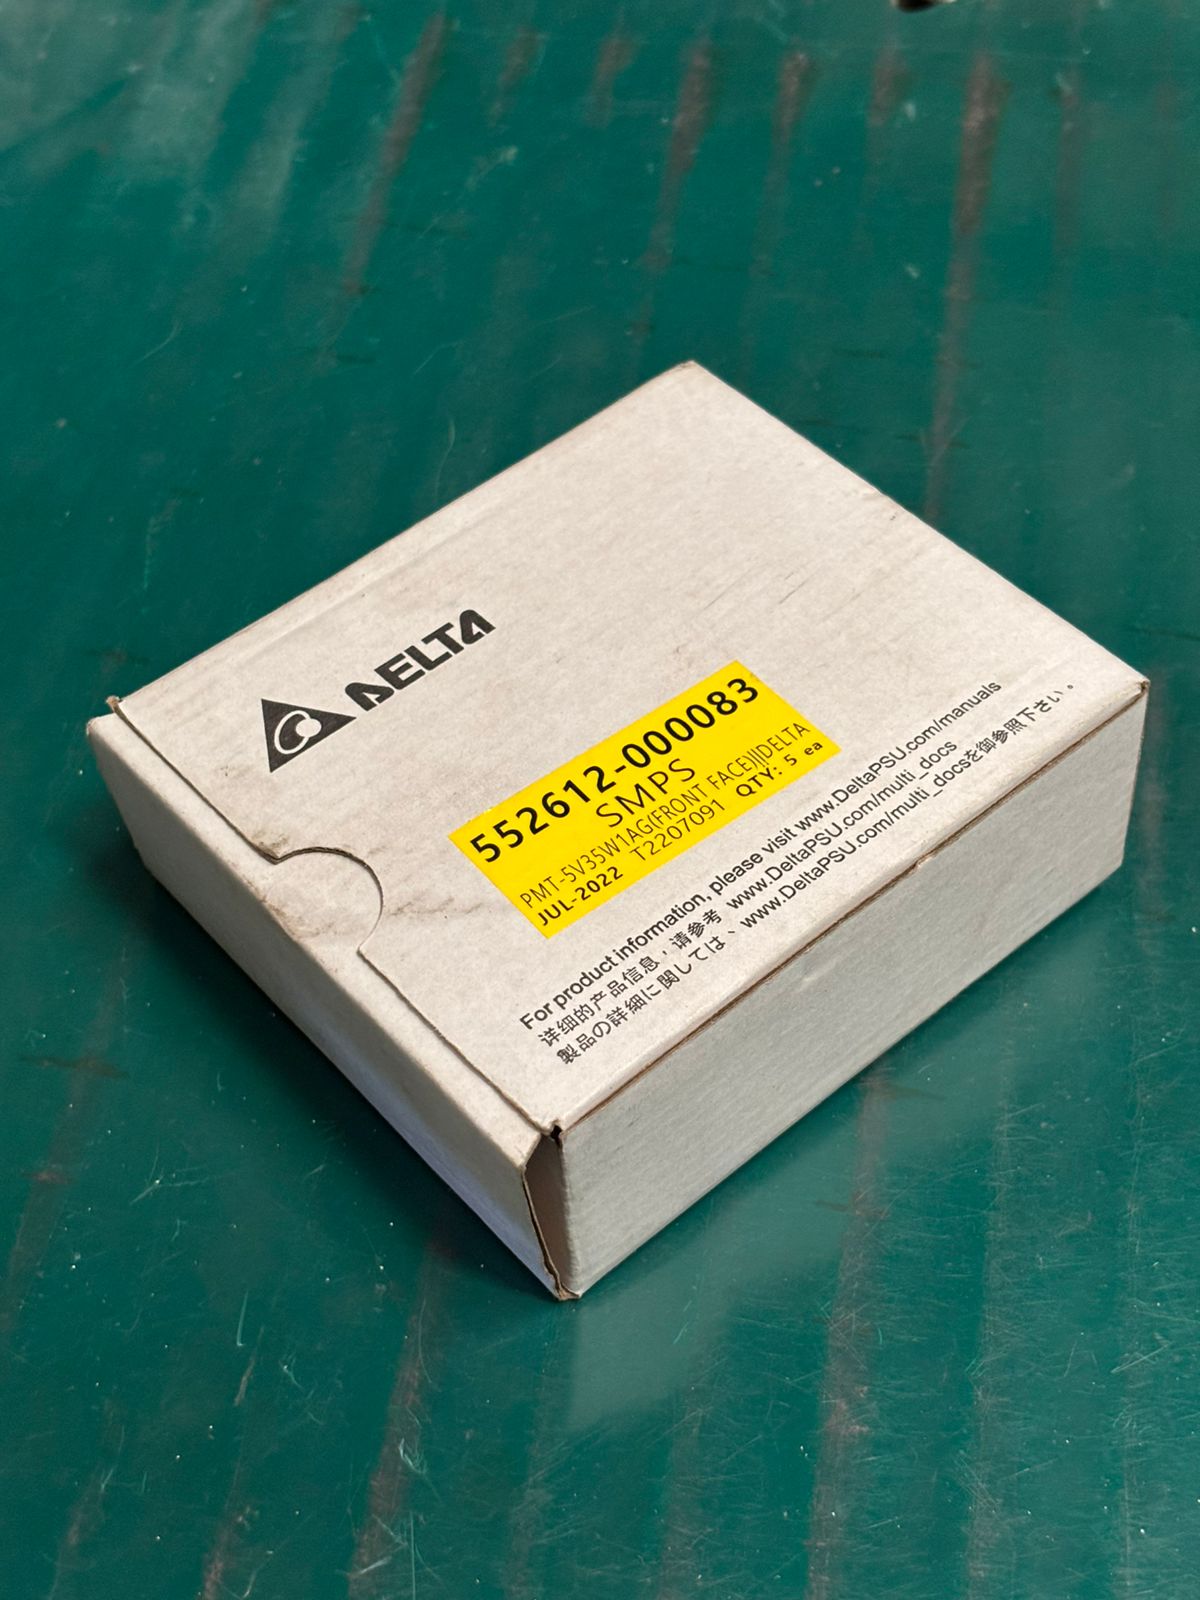 DELTA
552612-000083
SMPS
PMT-5V35W1AG(FRONT FACE)||DELTA
JUL-2022 T2207091 QTY: 5 ea
For product information, please visit www.DeltaPSU.com/manuals
详细的产品信息，请参考 www.DeltaPSU.com/multi_docs
製品の詳細に関しては、www.DeltaPSU.com/multi_docsを御参照下さい。